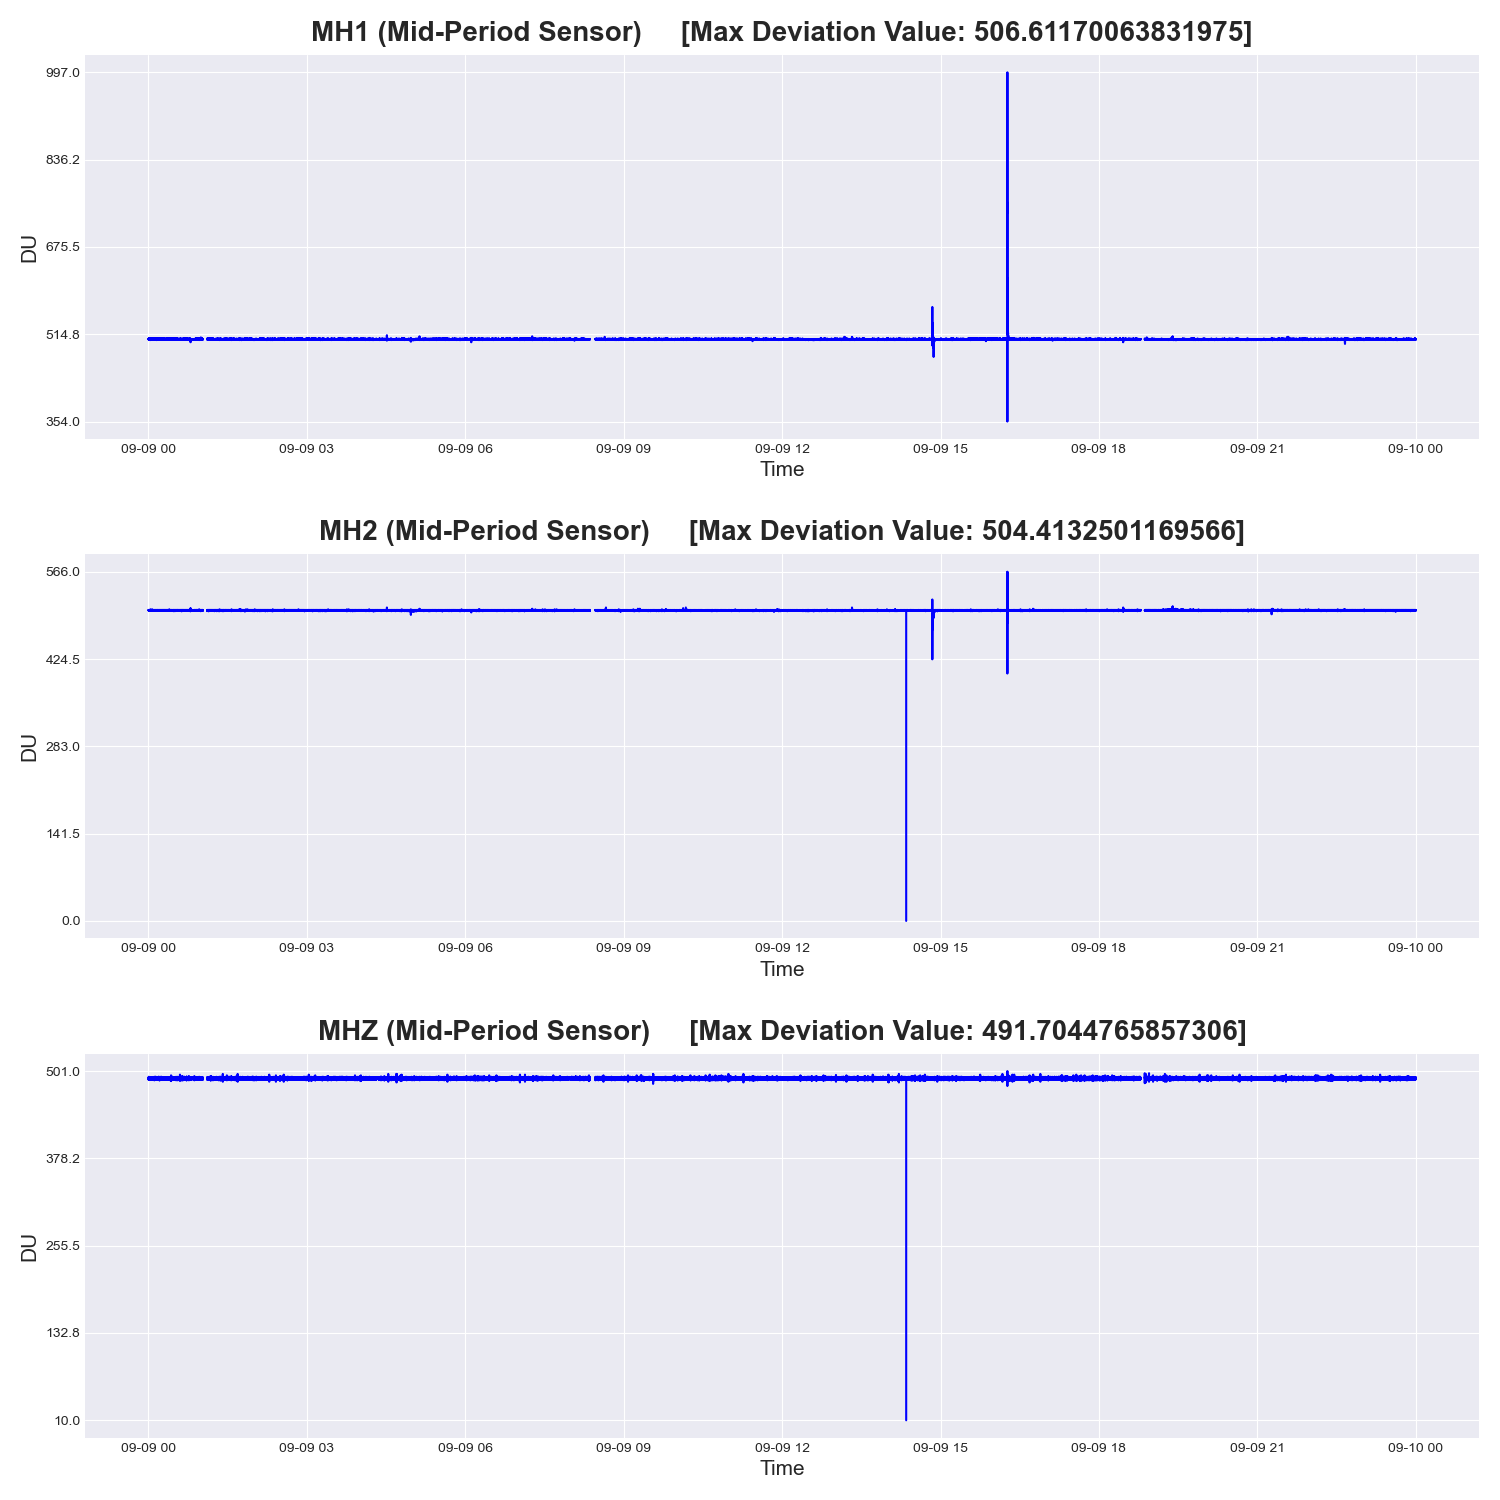 MH1 (Mid-Period Sensor) [Max Deviation Value: 506.61170063831975]
997.0
836.2
675.5
514.8
354.0
DU
09-09 00 09-09 03 09-09 06 09-09 09 09-09 12 09-09 15 09-09 18 09-09 21 09-10 00
Time
MH2 (Mid-Period Sensor) [Max Deviation Value: 504.4132501169566]
566.0
424.5
283.0
141.5
0.0
DU
09-09 00 09-09 03 09-09 06 09-09 09 09-09 12 09-09 15 09-09 18 09-09 21 09-10 00
Time
MHZ (Mid-Period Sensor) [Max Deviation Value: 491.7044765857306]
501.0
378.2
255.5
132.8
10.0
DU
09-09 00 09-09 03 09-09 06 09-09 09 09-09 12 09-09 15 09-09 18 09-09 21 09-10 00
Time